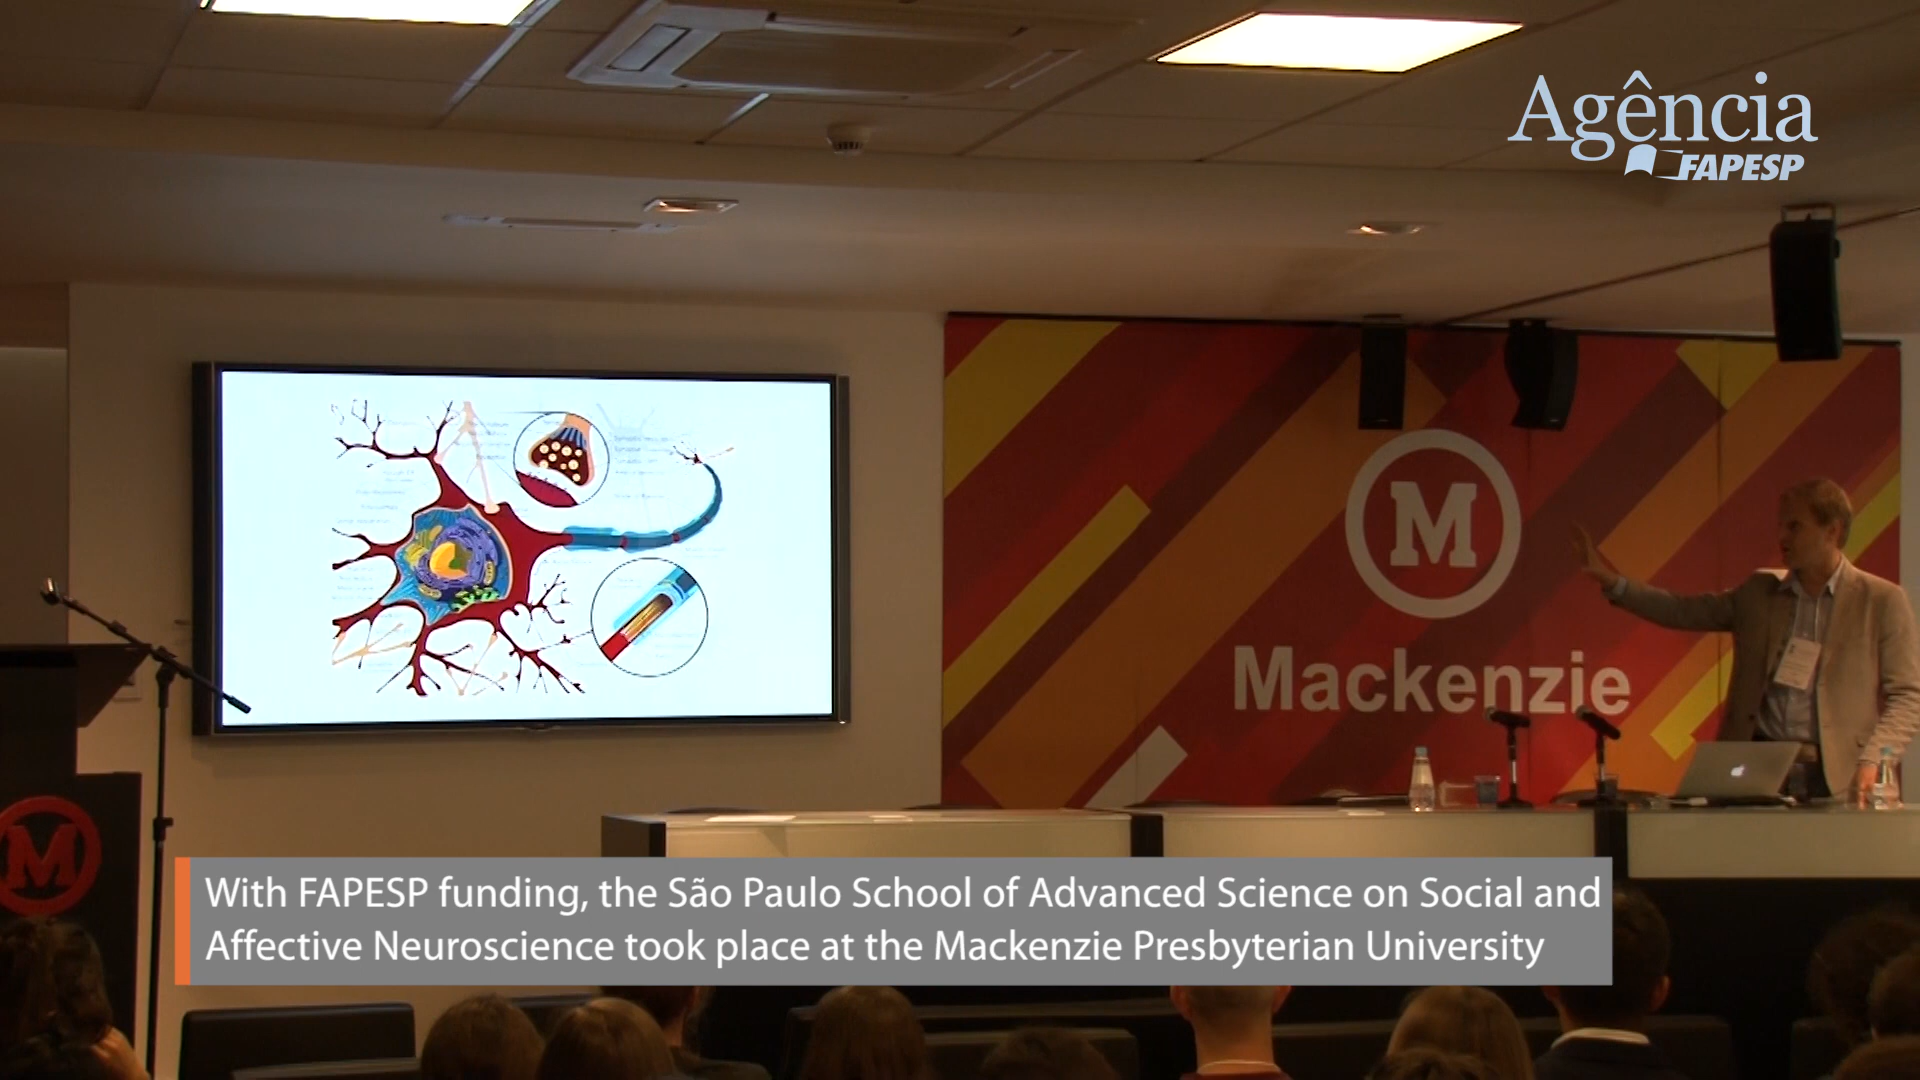 Agência
FAPESP
M
Mackenzie
M
With FAPESP funding, the São Paulo School of Advanced Science on Social and
Affective Neuroscience took place at the Mackenzie Presbyterian University